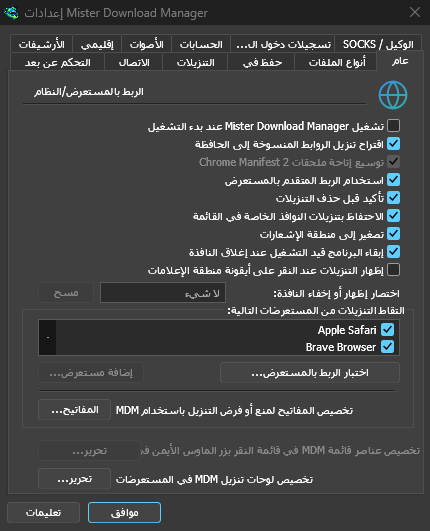 إعدادات Mister Download Manager
الوكيل / SOCKS تسجيلات دخول ال... الحسابات الأصوات إقليمي الأرشيفات
عام أنواع الملفات حفظ في التنزيلات الاتصال التحكم عن بعد
الربط بالمستعرض/النظام
تشغيل Mister Download Manager عند بدء التشغيل
اقتراح تنزيل الروابط المنسوخة إلى الحافظة
توسيع إتاحة ملحقات Chrome Manifest 2
استخدام الربط المتقدم بالمستعرض
تأكيد قبل حذف التنزيلات
الاحتفاظ بتنزيلات النوافذ الخاصة في القائمة
تصغير إلى منطقة الإشعارات
إبقاء البرنامج قيد التشغيل عند إغلاق النافذة
إظهار التنزيلات عند النقر على أيقونة منطقة الإعلامات
اختصار إظهار أو إخفاء النافذة: لا شيء مسح
التقاط التنزيلات من المستعرضات التالية:
Apple Safari
Brave Browser
اختبار الربط بالمستعرض... إضافة مستعرض...
تخصيص المفاتيح لمنع أو فرض التنزيل باستخدام MDM المفاتيح...
تخصيص عناصر قائمة MDM في قائمة النقر بزر الماوس الأيمن في تحرير...
تخصيص لوحات تنزيل MDM في المستعرضات تحرير...
موافق تعليمات